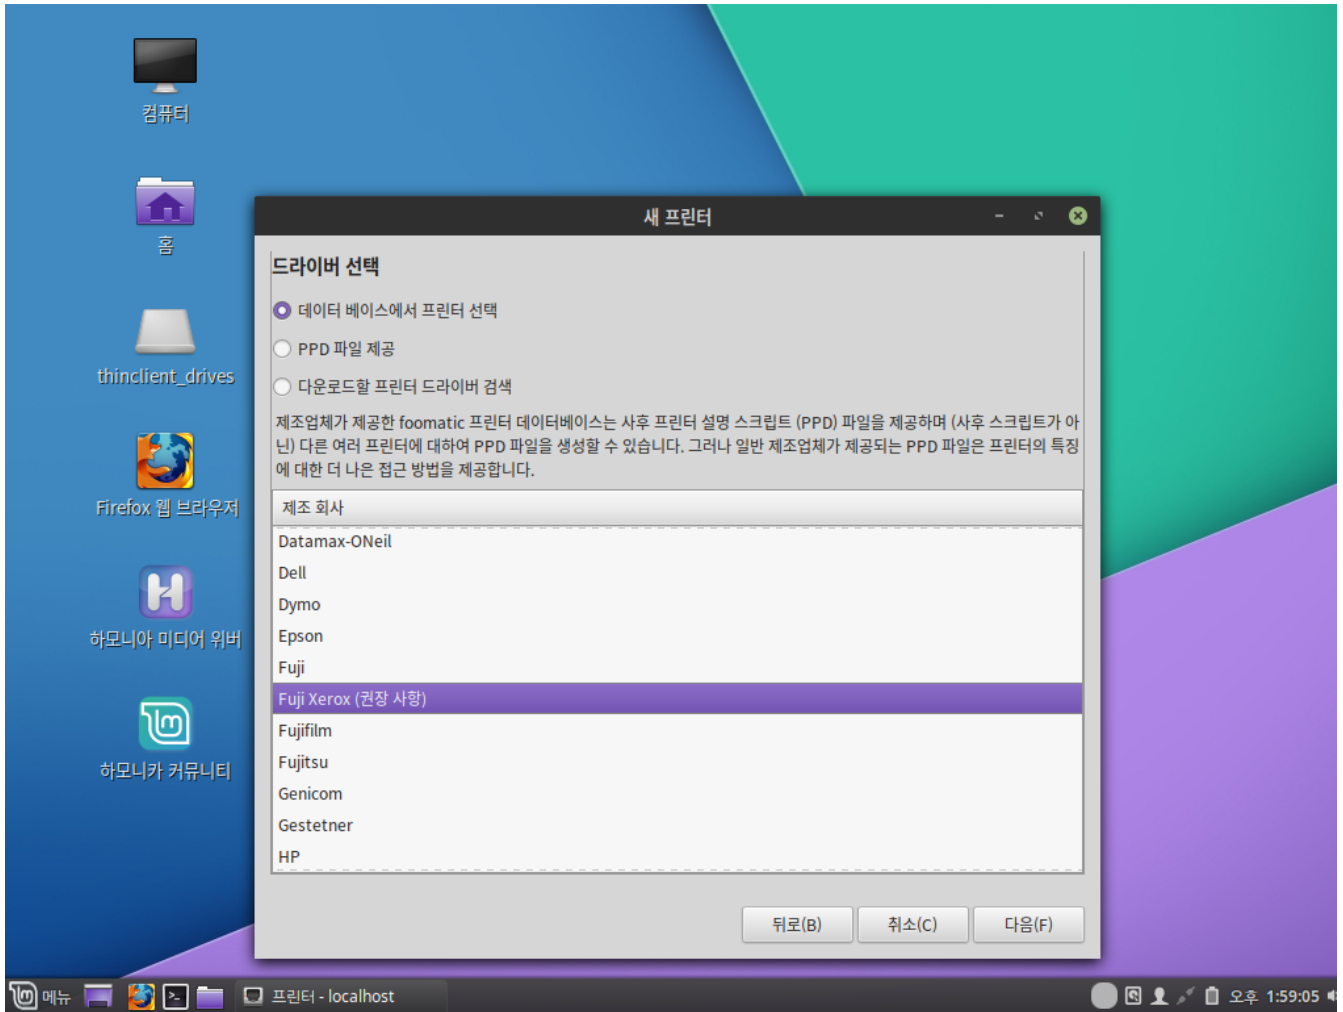 컴퓨터
홈
thinclient_drives
Firefox 웹 브라우저
하모니아 미디어 위버
하모니카 커뮤니티
새 프린터
드라이버 선택
데이터 베이스에서 프린터 선택
PPD 파일 제공
다운로드할 프린터 드라이버 검색
제조업체가 제공한 foomatic 프린터 데이터베이스는 사후 프린터 설명 스크립트 (PPD) 파일을 제공하며 (사후 스크립트가 아
닌) 다른 여러 프린터에 대하여 PPD 파일을 생성할 수 있습니다. 그러나 일반 제조업체가 제공되는 PPD 파일은 프린터의 특징
에 대한 더 나은 접근 방법을 제공합니다.
제조 회사
Datamax-ONeil
Dell
Dymo
Epson
Fuji
Fuji Xerox (권장 사항)
Fujifilm
Fujitsu
Genicom
Gestetner
HP
뒤로(B) 취소(C) 다음(F)
메뉴 프린터 - localhost 오후 1:59:05